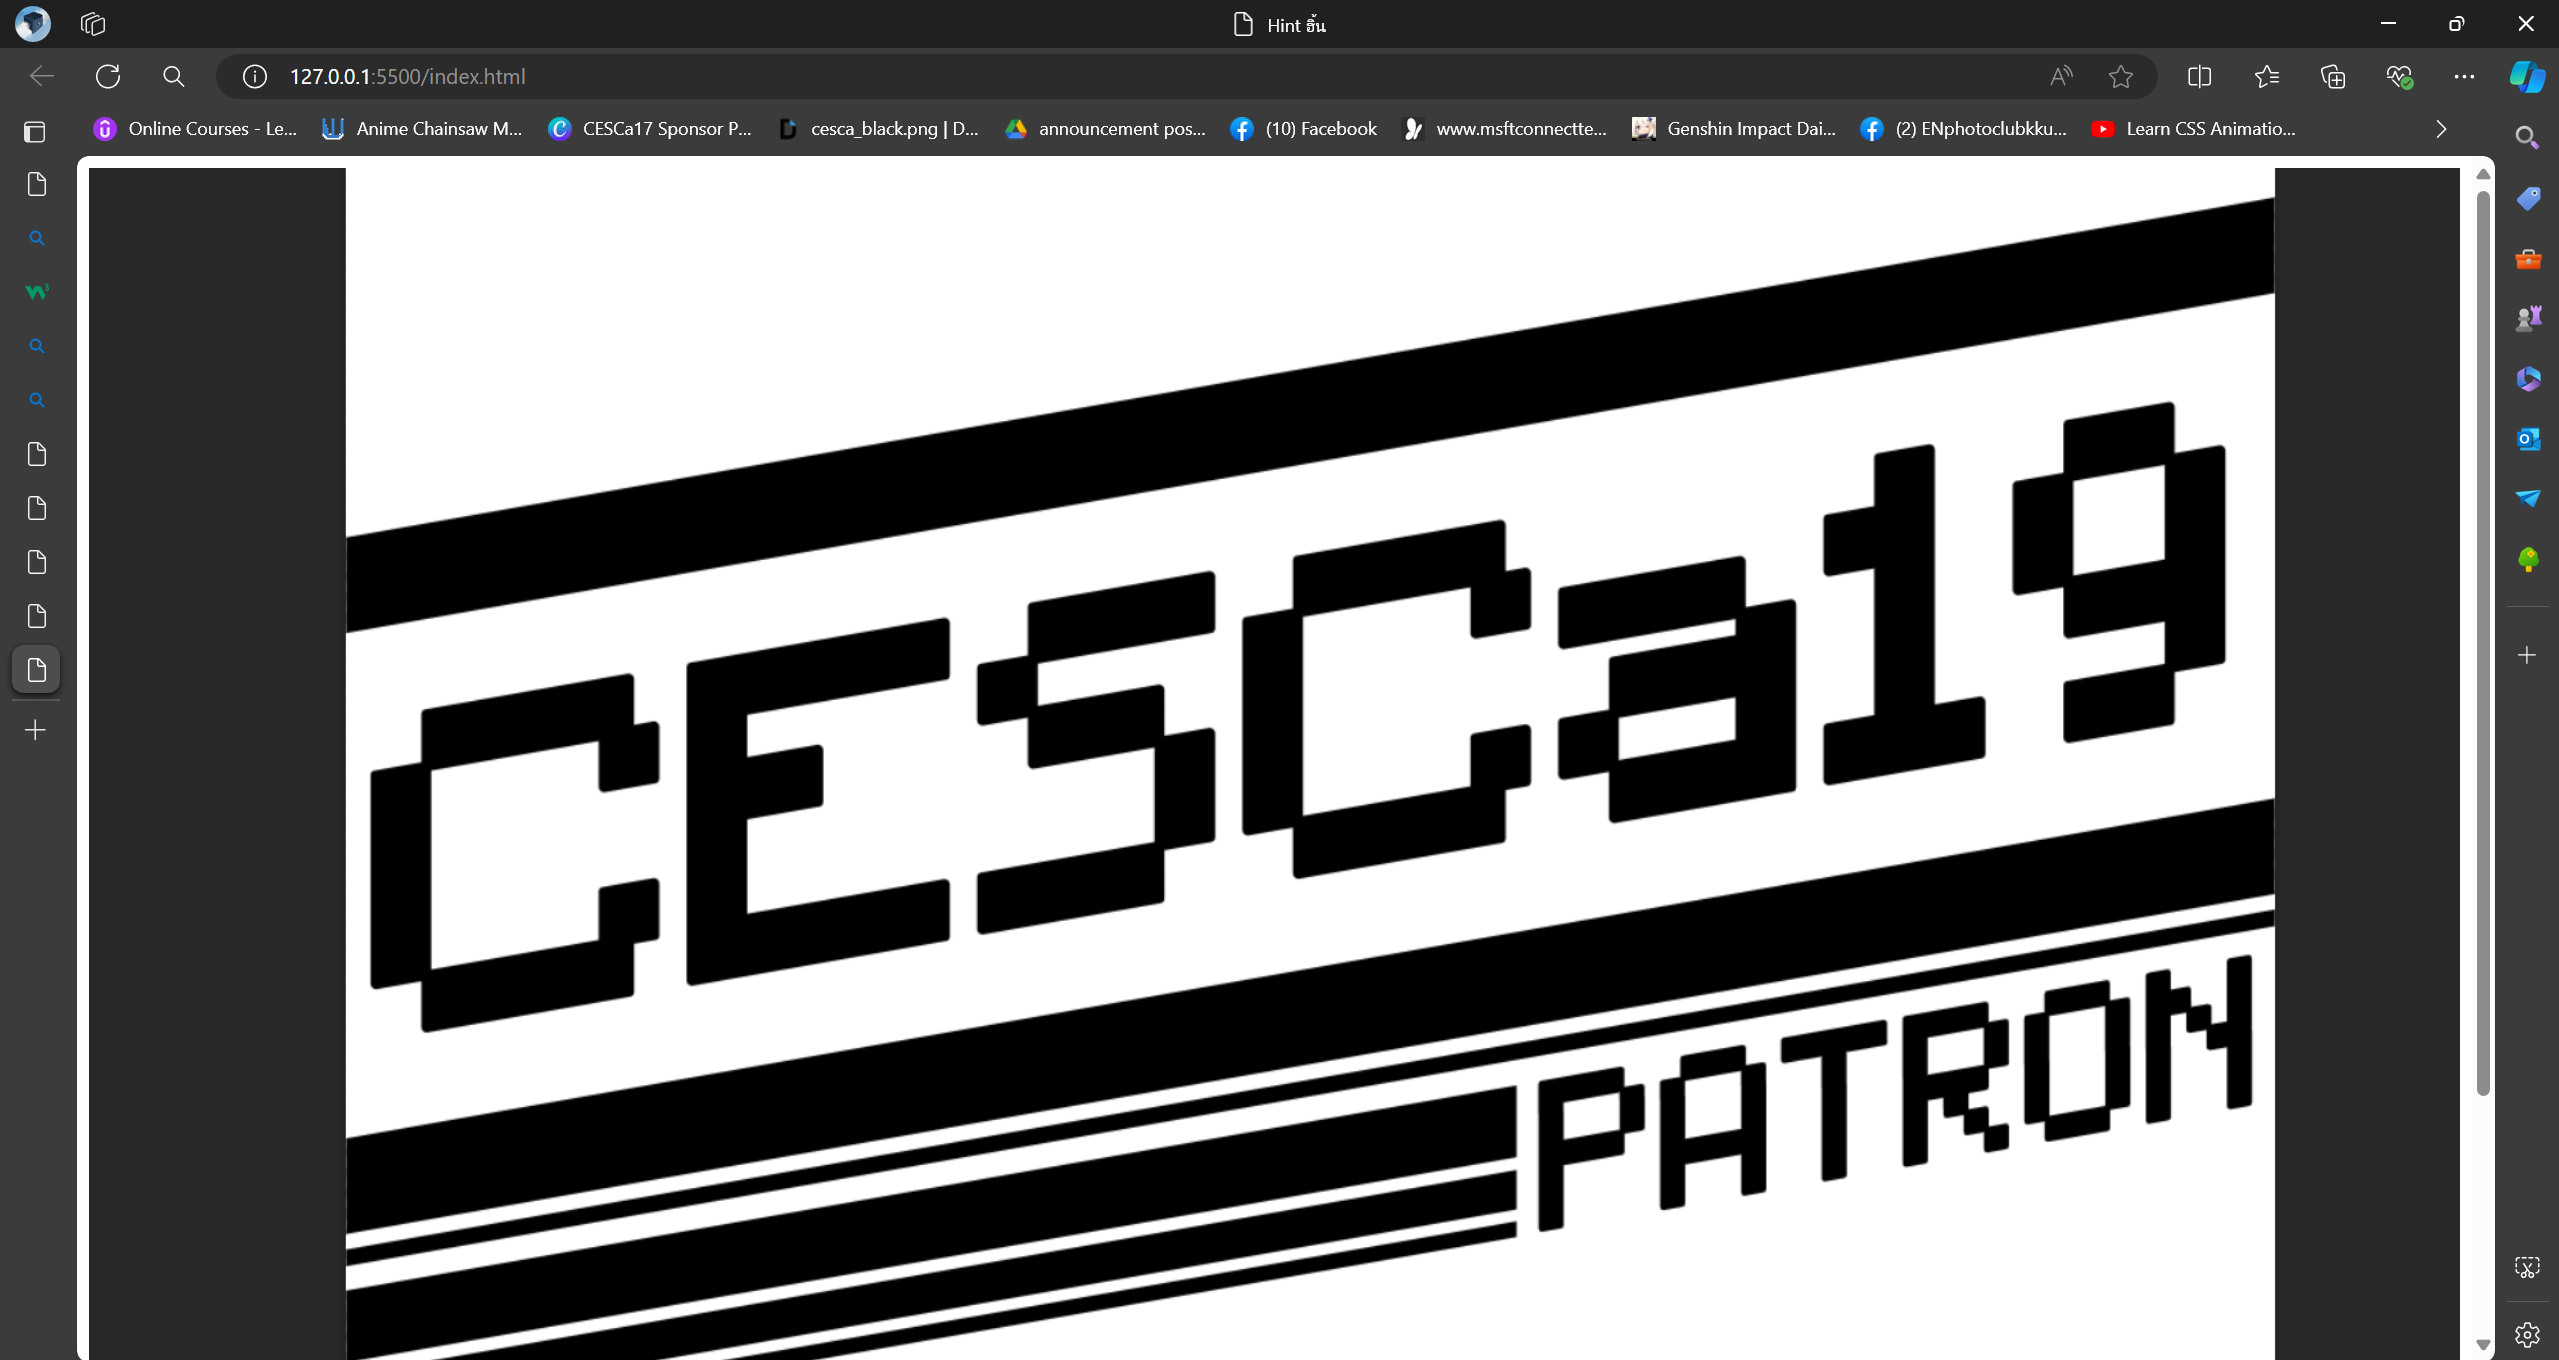 Hint ฮิ้น
127.0.0.1:5500/index.html
Online Courses - Le...
Anime Chainsaw M...
CESCa17 Sponsor P...
cesca_black.png | D...
announcement pos...
(10) Facebook
www.msftconnectte...
Genshin Impact Dai...
(2) ENphotoclubkku...
Learn CSS Animatio...
CESCa19
PATRON